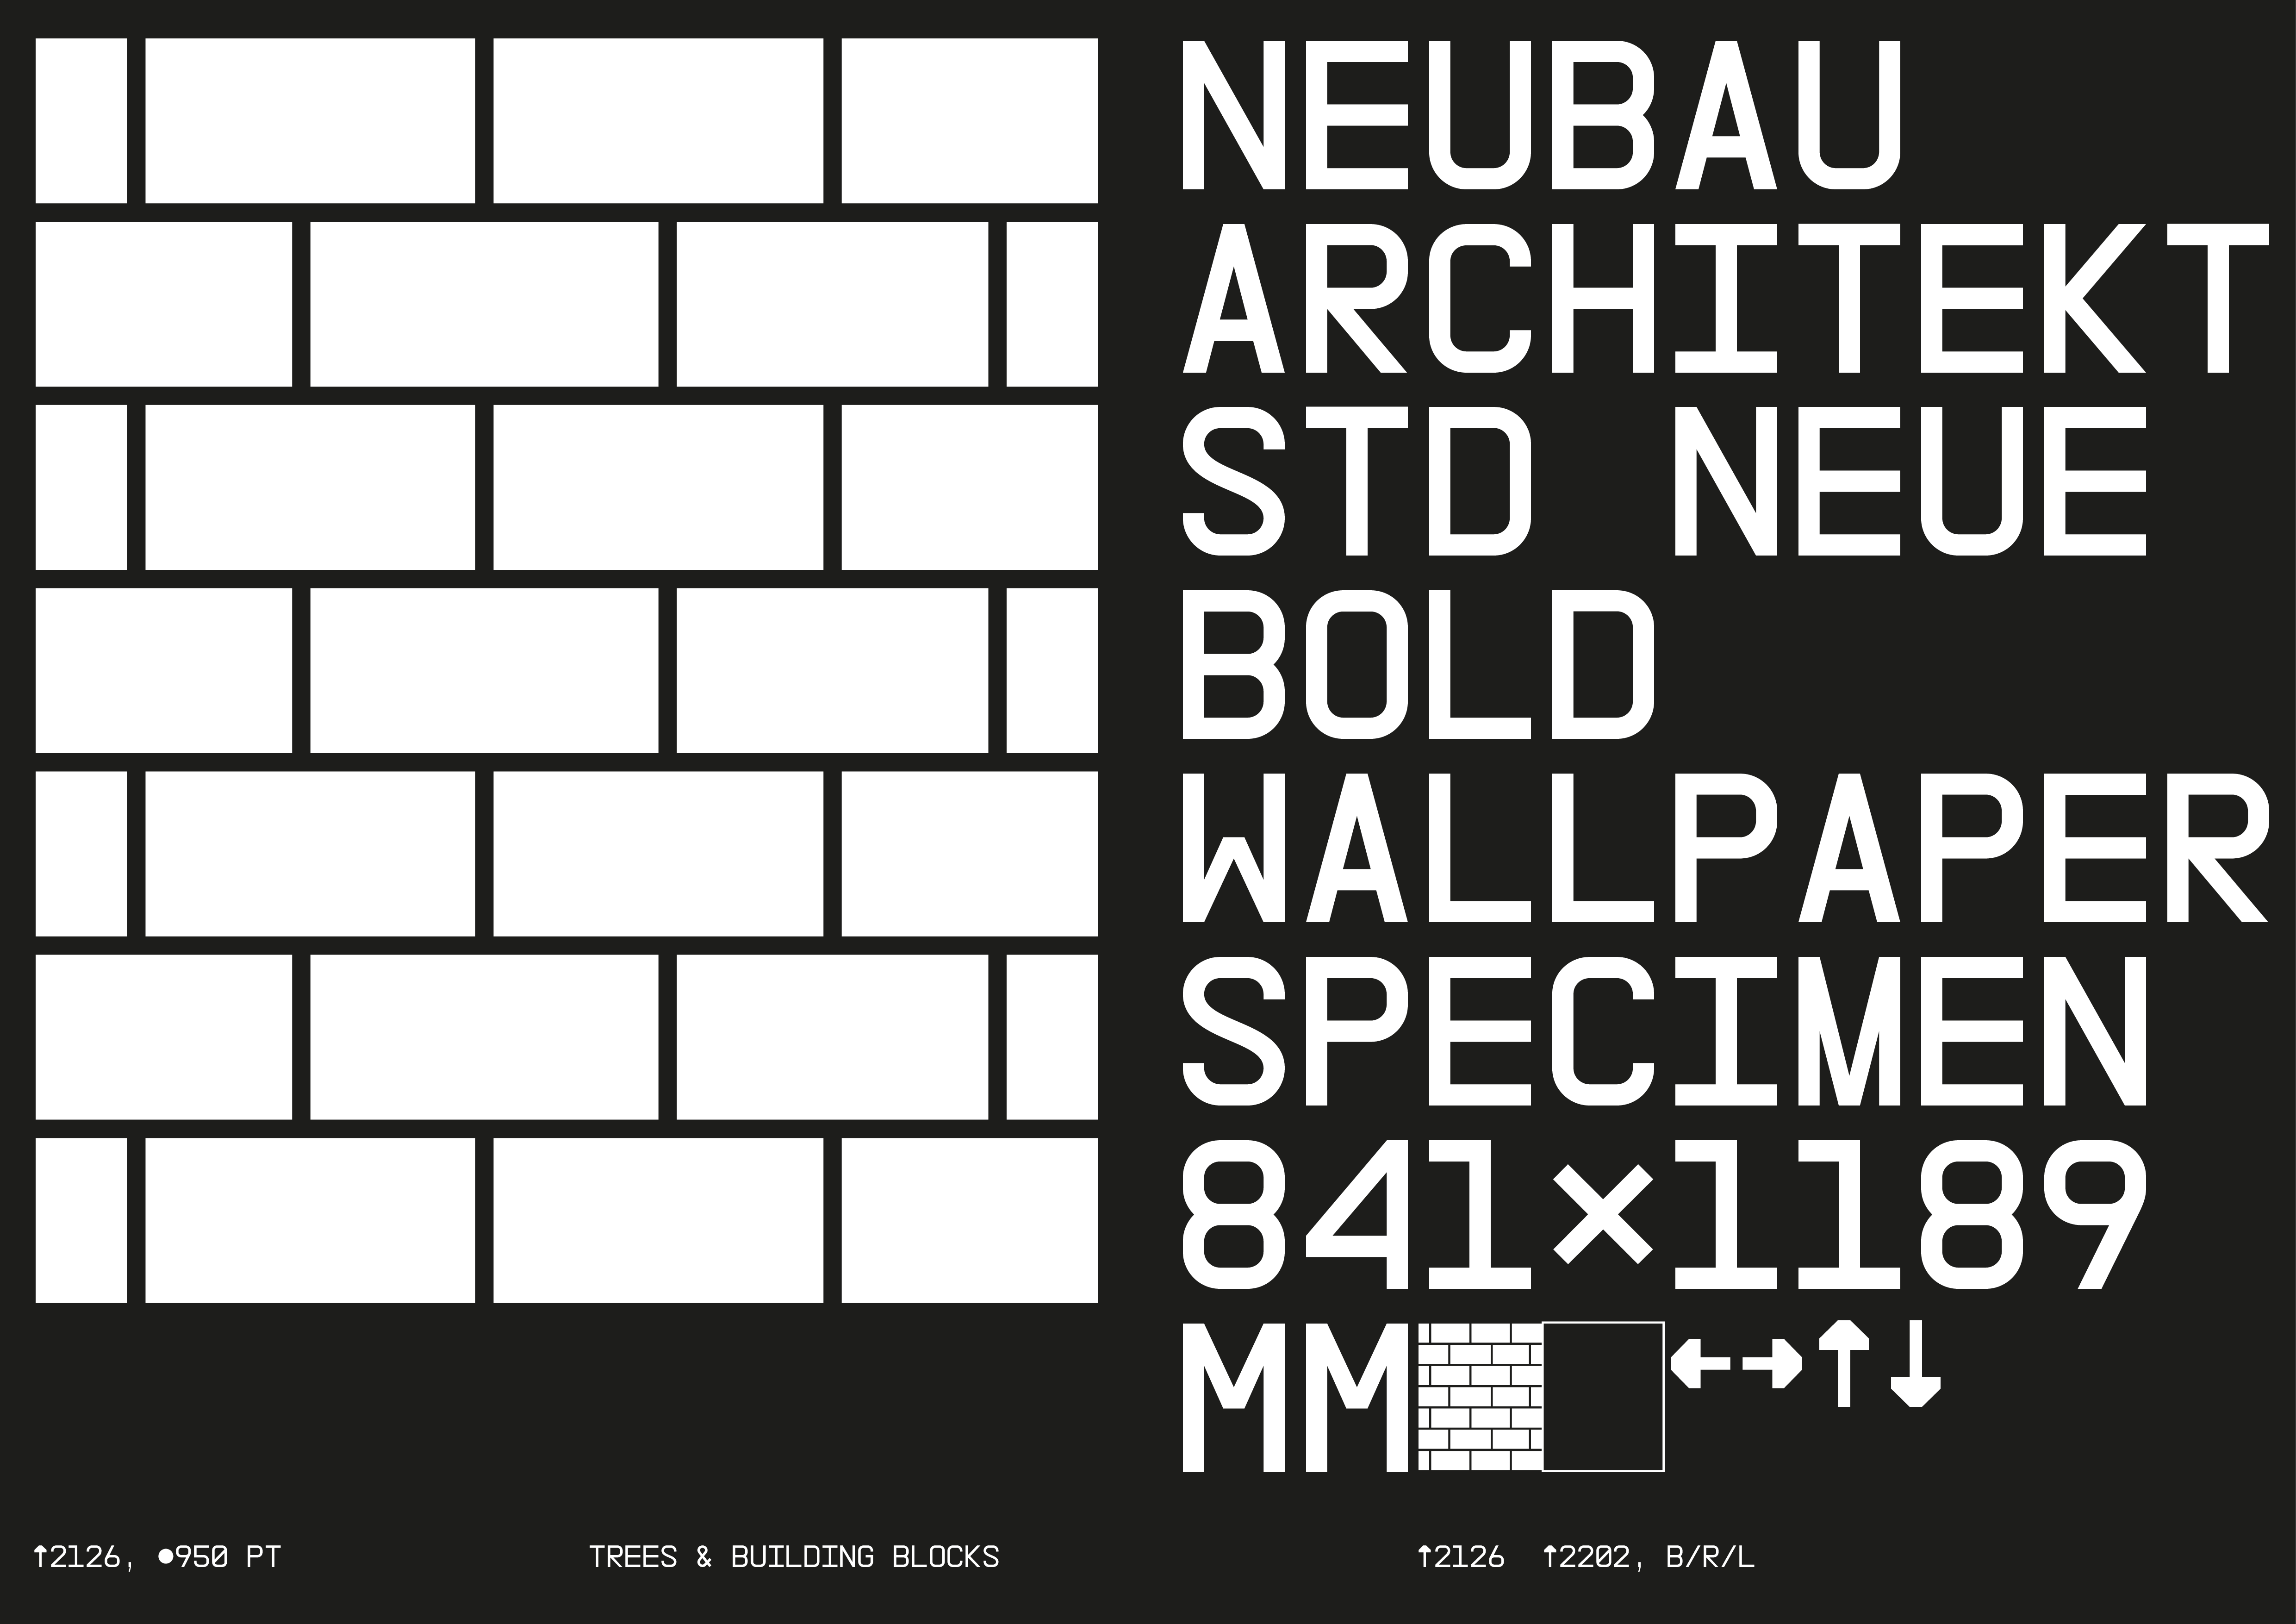 NEUBAU
ARCHITEKT
STD NEUE
BOLD
WALLPAPER
SPECIMEN
841×1189
MM ←→↑↓
↑2126, ●950 PT
TREES & BUILDING BLOCKS
↑2126 ↑2202, B/R/L